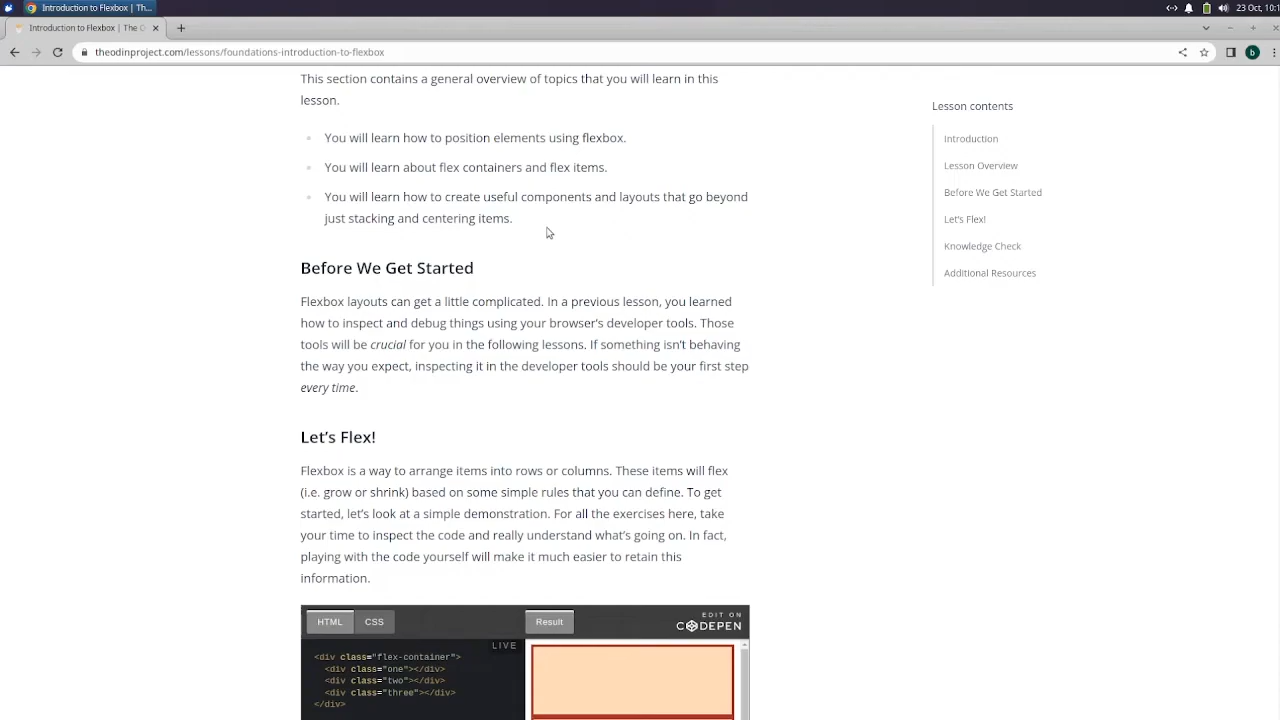 Introduction to Flexbox | Th...
23 Oct, 10:1
Introduction to Flexbox | The O
theodinproject.com/lessons/foundations-introduction-to-flexbox
b
This section contains a general overview of topics that you will learn in this
lesson.
You will learn how to position elements using flexbox.
You will learn about flex containers and flex items.
You will learn how to create useful components and layouts that go beyond
just stacking and centering items.
Before We Get Started
Flexbox layouts can get a little complicated. In a previous lesson, you learned
how to inspect and debug things using your browser's developer tools. Those
tools will be crucial for you in the following lessons. If something isn't behaving
the way you expect, inspecting it in the developer tools should be your first step
every time.
Let's Flex!
Flexbox is a way to arrange items into rows or columns. These items will flex
(i.e. grow or shrink) based on some simple rules that you can define. To get
started, let's look at a simple demonstration. For all the exercises here, take
your time to inspect the code and really understand what's going on. In fact,
playing with the code yourself will make it much easier to retain this
information.
HTML CSS
Result
EDIT ON
CODEPEN
LIVE
<div class="flex-container">
<div class="one"></div>
<div class="two"></div>
<div class="three"></div>
</div>
Lesson contents
Introduction
Lesson Overview
Before We Get Started
Let's Flex!
Knowledge Check
Additional Resources